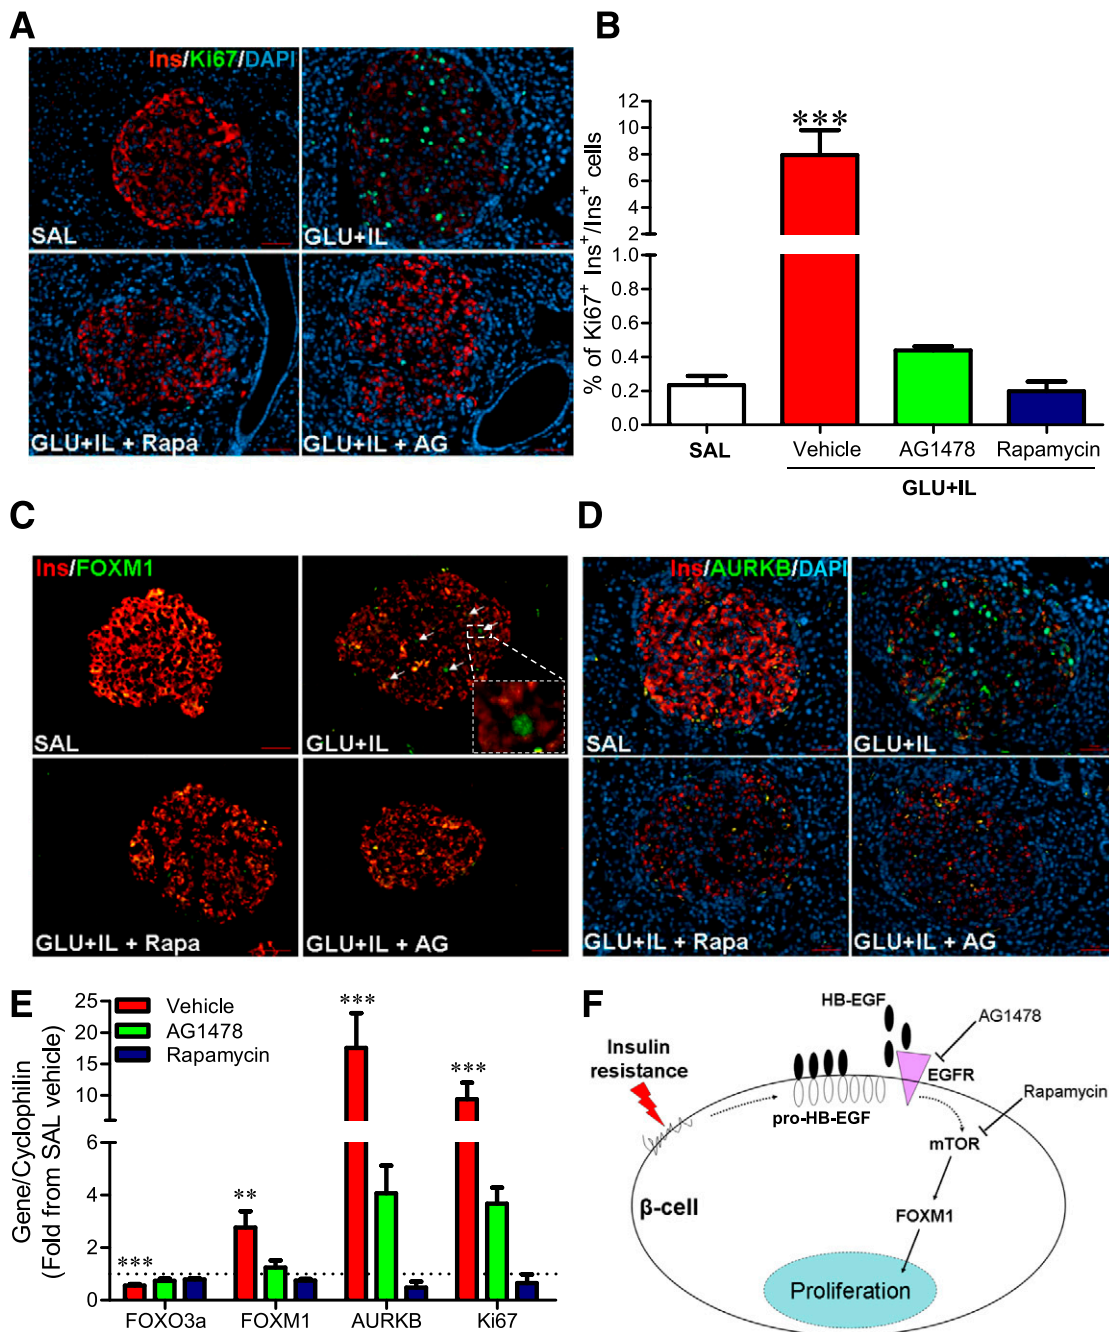 A
Ins/Ki67/DAPI
SAL
GLU+IL
GLU+IL + Rapa
GLU+IL + AG
B
% of Ki67+ Ins+/Ins+ cells
12
10
8
6
4
2
1.0
0.8
0.6
0.4
0.2
0.0
***
SAL
Vehicle
AG1478
Rapamycin
GLU+IL
C
Ins/FOXM1
SAL
GLU+IL
GLU+IL + Rapa
GLU+IL + AG
D
Ins/AURKB/DAPI
SAL
GLU+IL
GLU+IL + Rapa
GLU+IL + AG
E
Gene/Cyclophilin
(Fold from SAL vehicle)
25
20
15
10
6
4
2
0
Vehicle
AG1478
Rapamycin
***
**
***
***
FOXO3a
FOXM1
AURKB
Ki67
F
HB-EGF
AG1478
Insulin
resistance
EGFR
Rapamycin
pro-HB-EGF
mTOR
β-cell
FOXM1
Proliferation